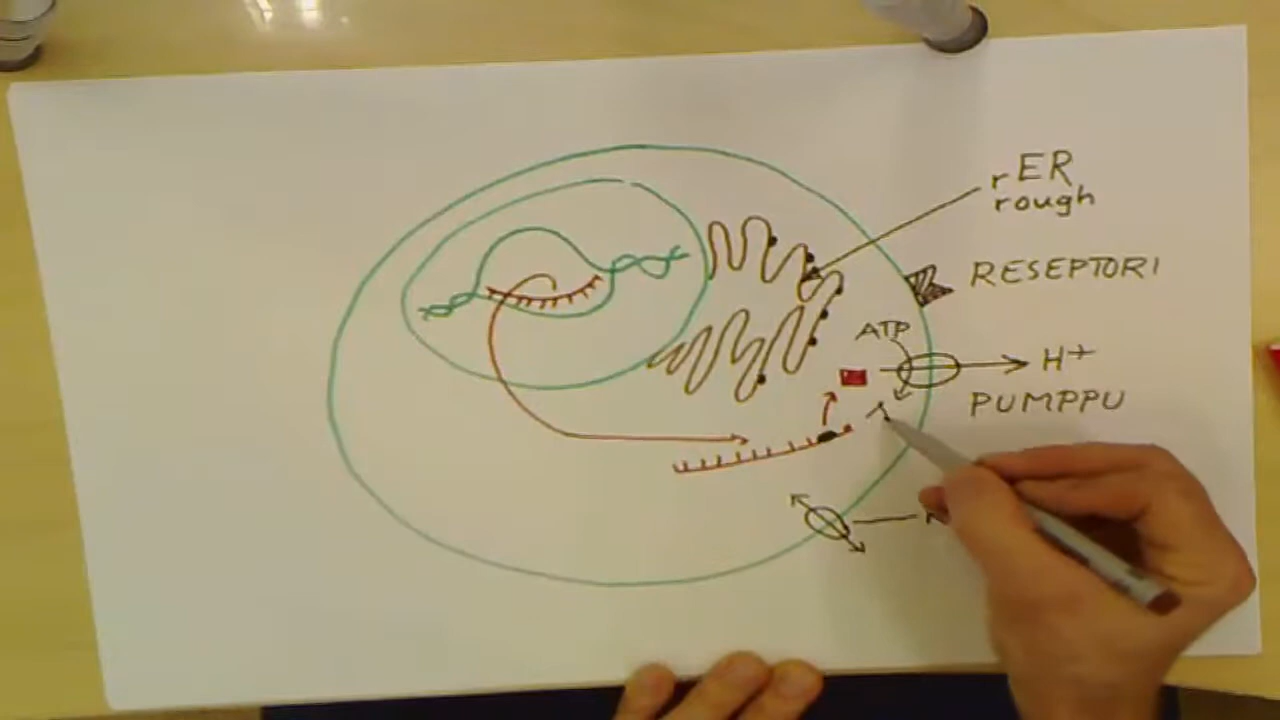 rER
rough
RESEPTORI
ATP
H+
PUMPPU